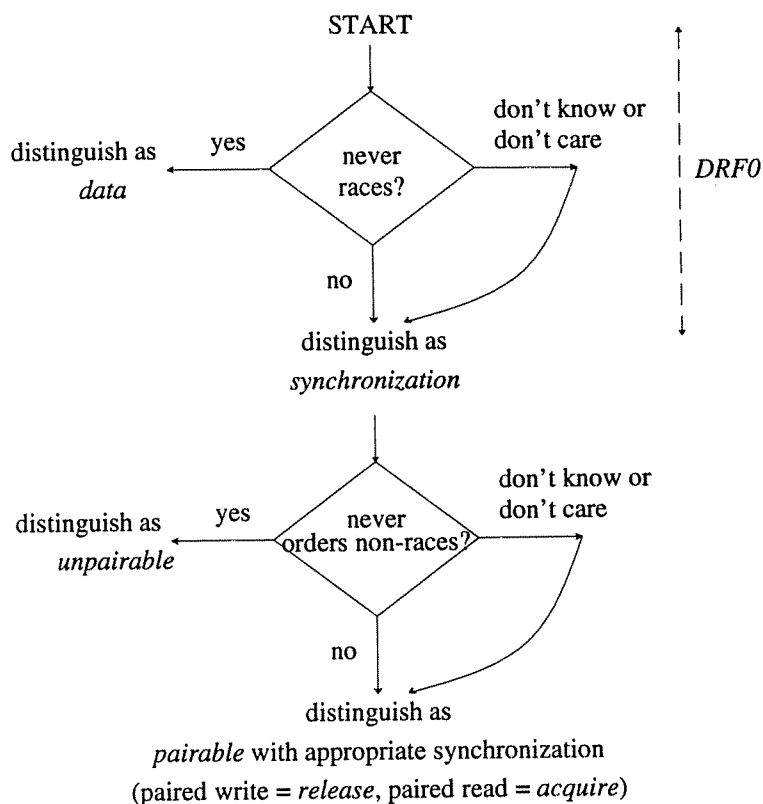 START
don't know or
don't care
yes
never
races?
distinguish as
data
DRF0
no
distinguish as
synchronization
don't know or
don't care
yes
never
orders non-races?
distinguish as
unpairable
no
distinguish as
pairable with appropriate synchronization
(paired write = release, paired read = acquire)